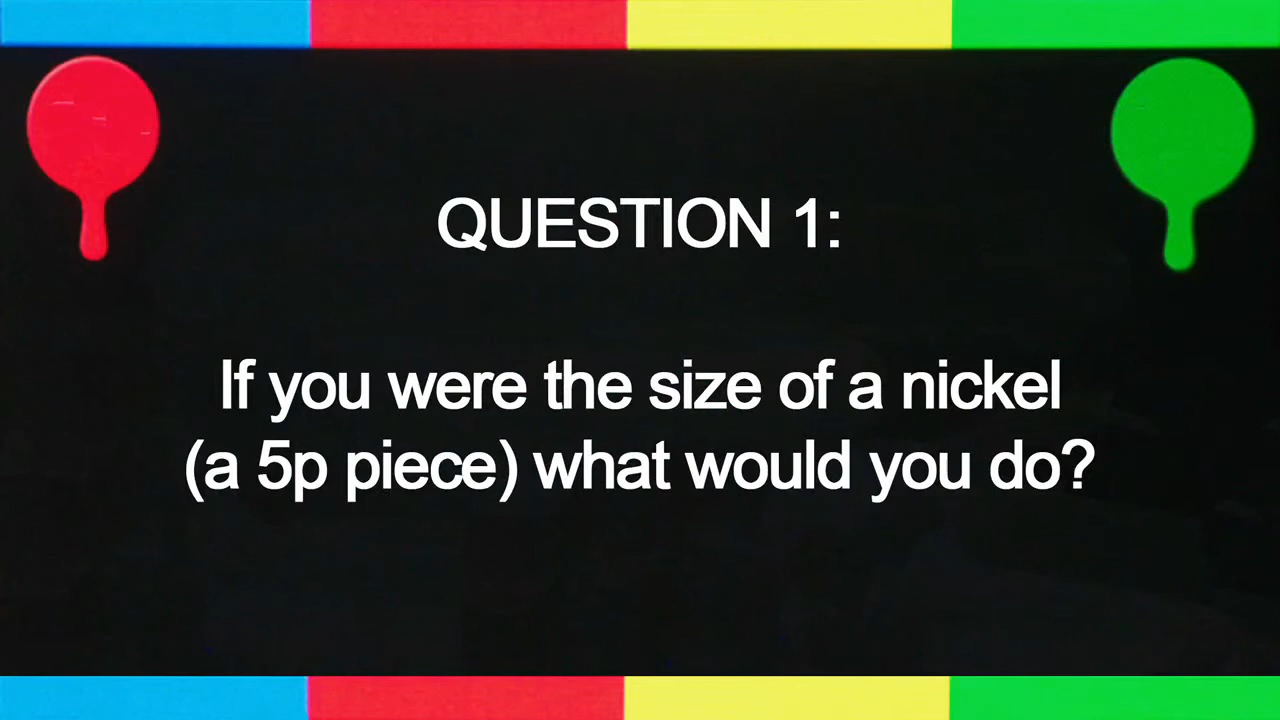 QUESTION 1:
If you were the size of a nickel
(a 5p piece) what would you do?